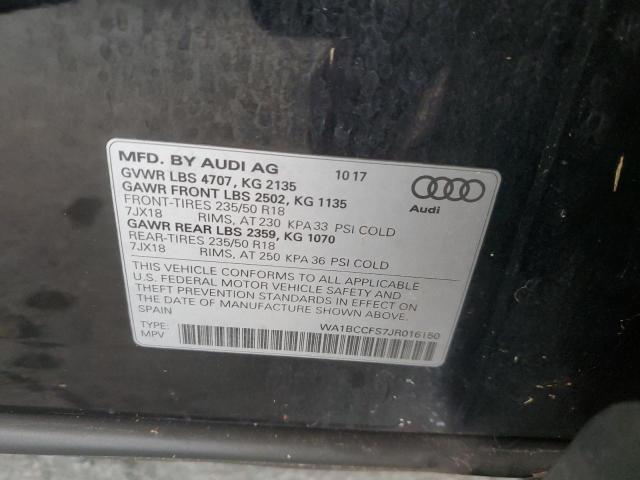 MFD. BY AUDI AG 10 17
GVWR LBS 4707, KG 2135
GAWR FRONT LBS 2502, KG 1135
FRONT-TIRES 235/50 R18
7JX18 RIMS, AT 230 KPA 33 PSI COLD
GAWR REAR LBS 2359, KG 1070
REAR-TIRES 235/50 R18
7JX18 RIMS, AT 250 KPA 36 PSI COLD
Audi
THIS VEHICLE CONFORMS TO ALL APPLICABLE
U.S. FEDERAL MOTOR VEHICLE SAFETY AND
THEFT PREVENTION STANDARDS IN EFFECT ON
THE DATE OF MANUFACTURE SHOWN ABOVE.
SPAIN
TYPE: WA1BCCFS7JR016150
MPV